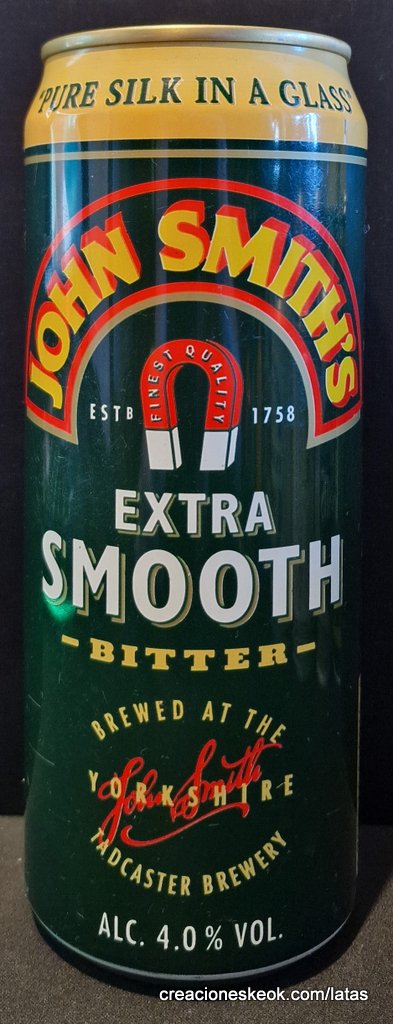 "PURE SILK IN A GLASS"
JOHN SMITH'S
FINEST QUALITY
ESTB 1758
EXTRA
SMOOTH
-BITTER-
BREWED AT THE
YORKSHIRE
John Smith
TADCASTER BREWERY
ALC. 4.0% VOL.
creacioneskeok.com/latas